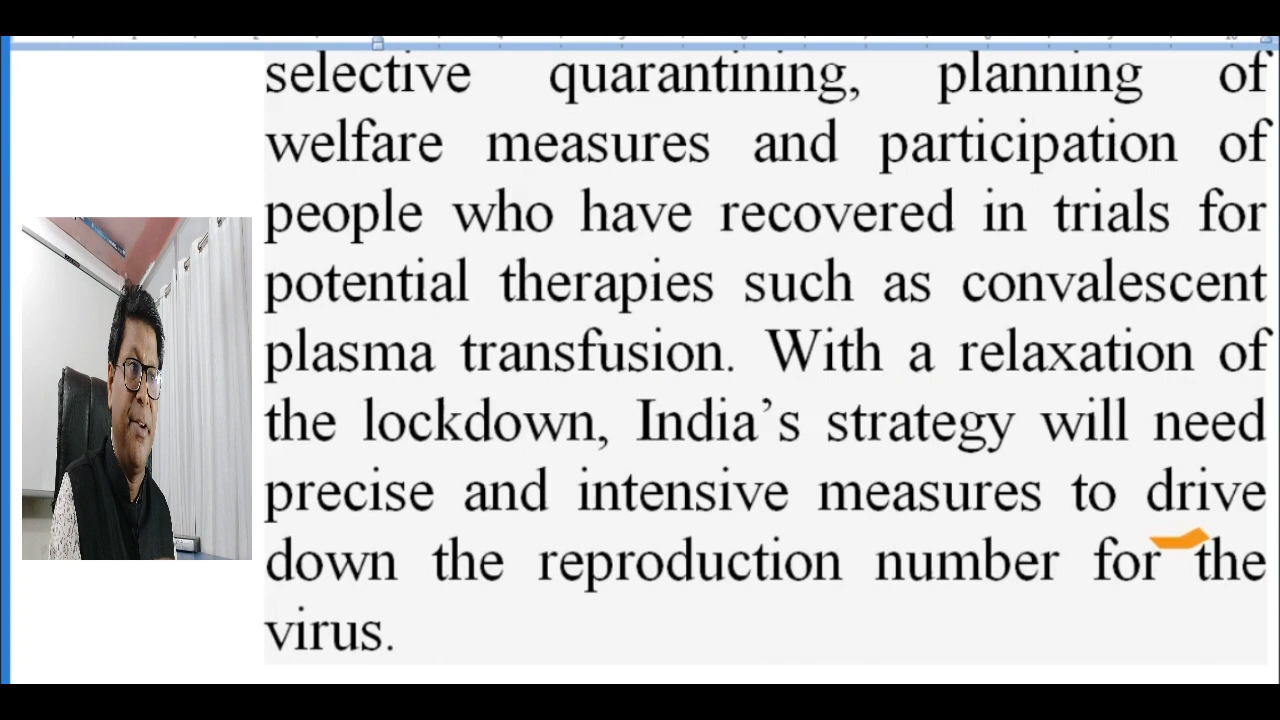 selective quarantining, planning of
welfare measures and participation of
people who have recovered in trials for
potential therapies such as convalescent
plasma transfusion. With a relaxation of
the lockdown, India’s strategy will need
precise and intensive measures to drive
down the reproduction number for the
virus.